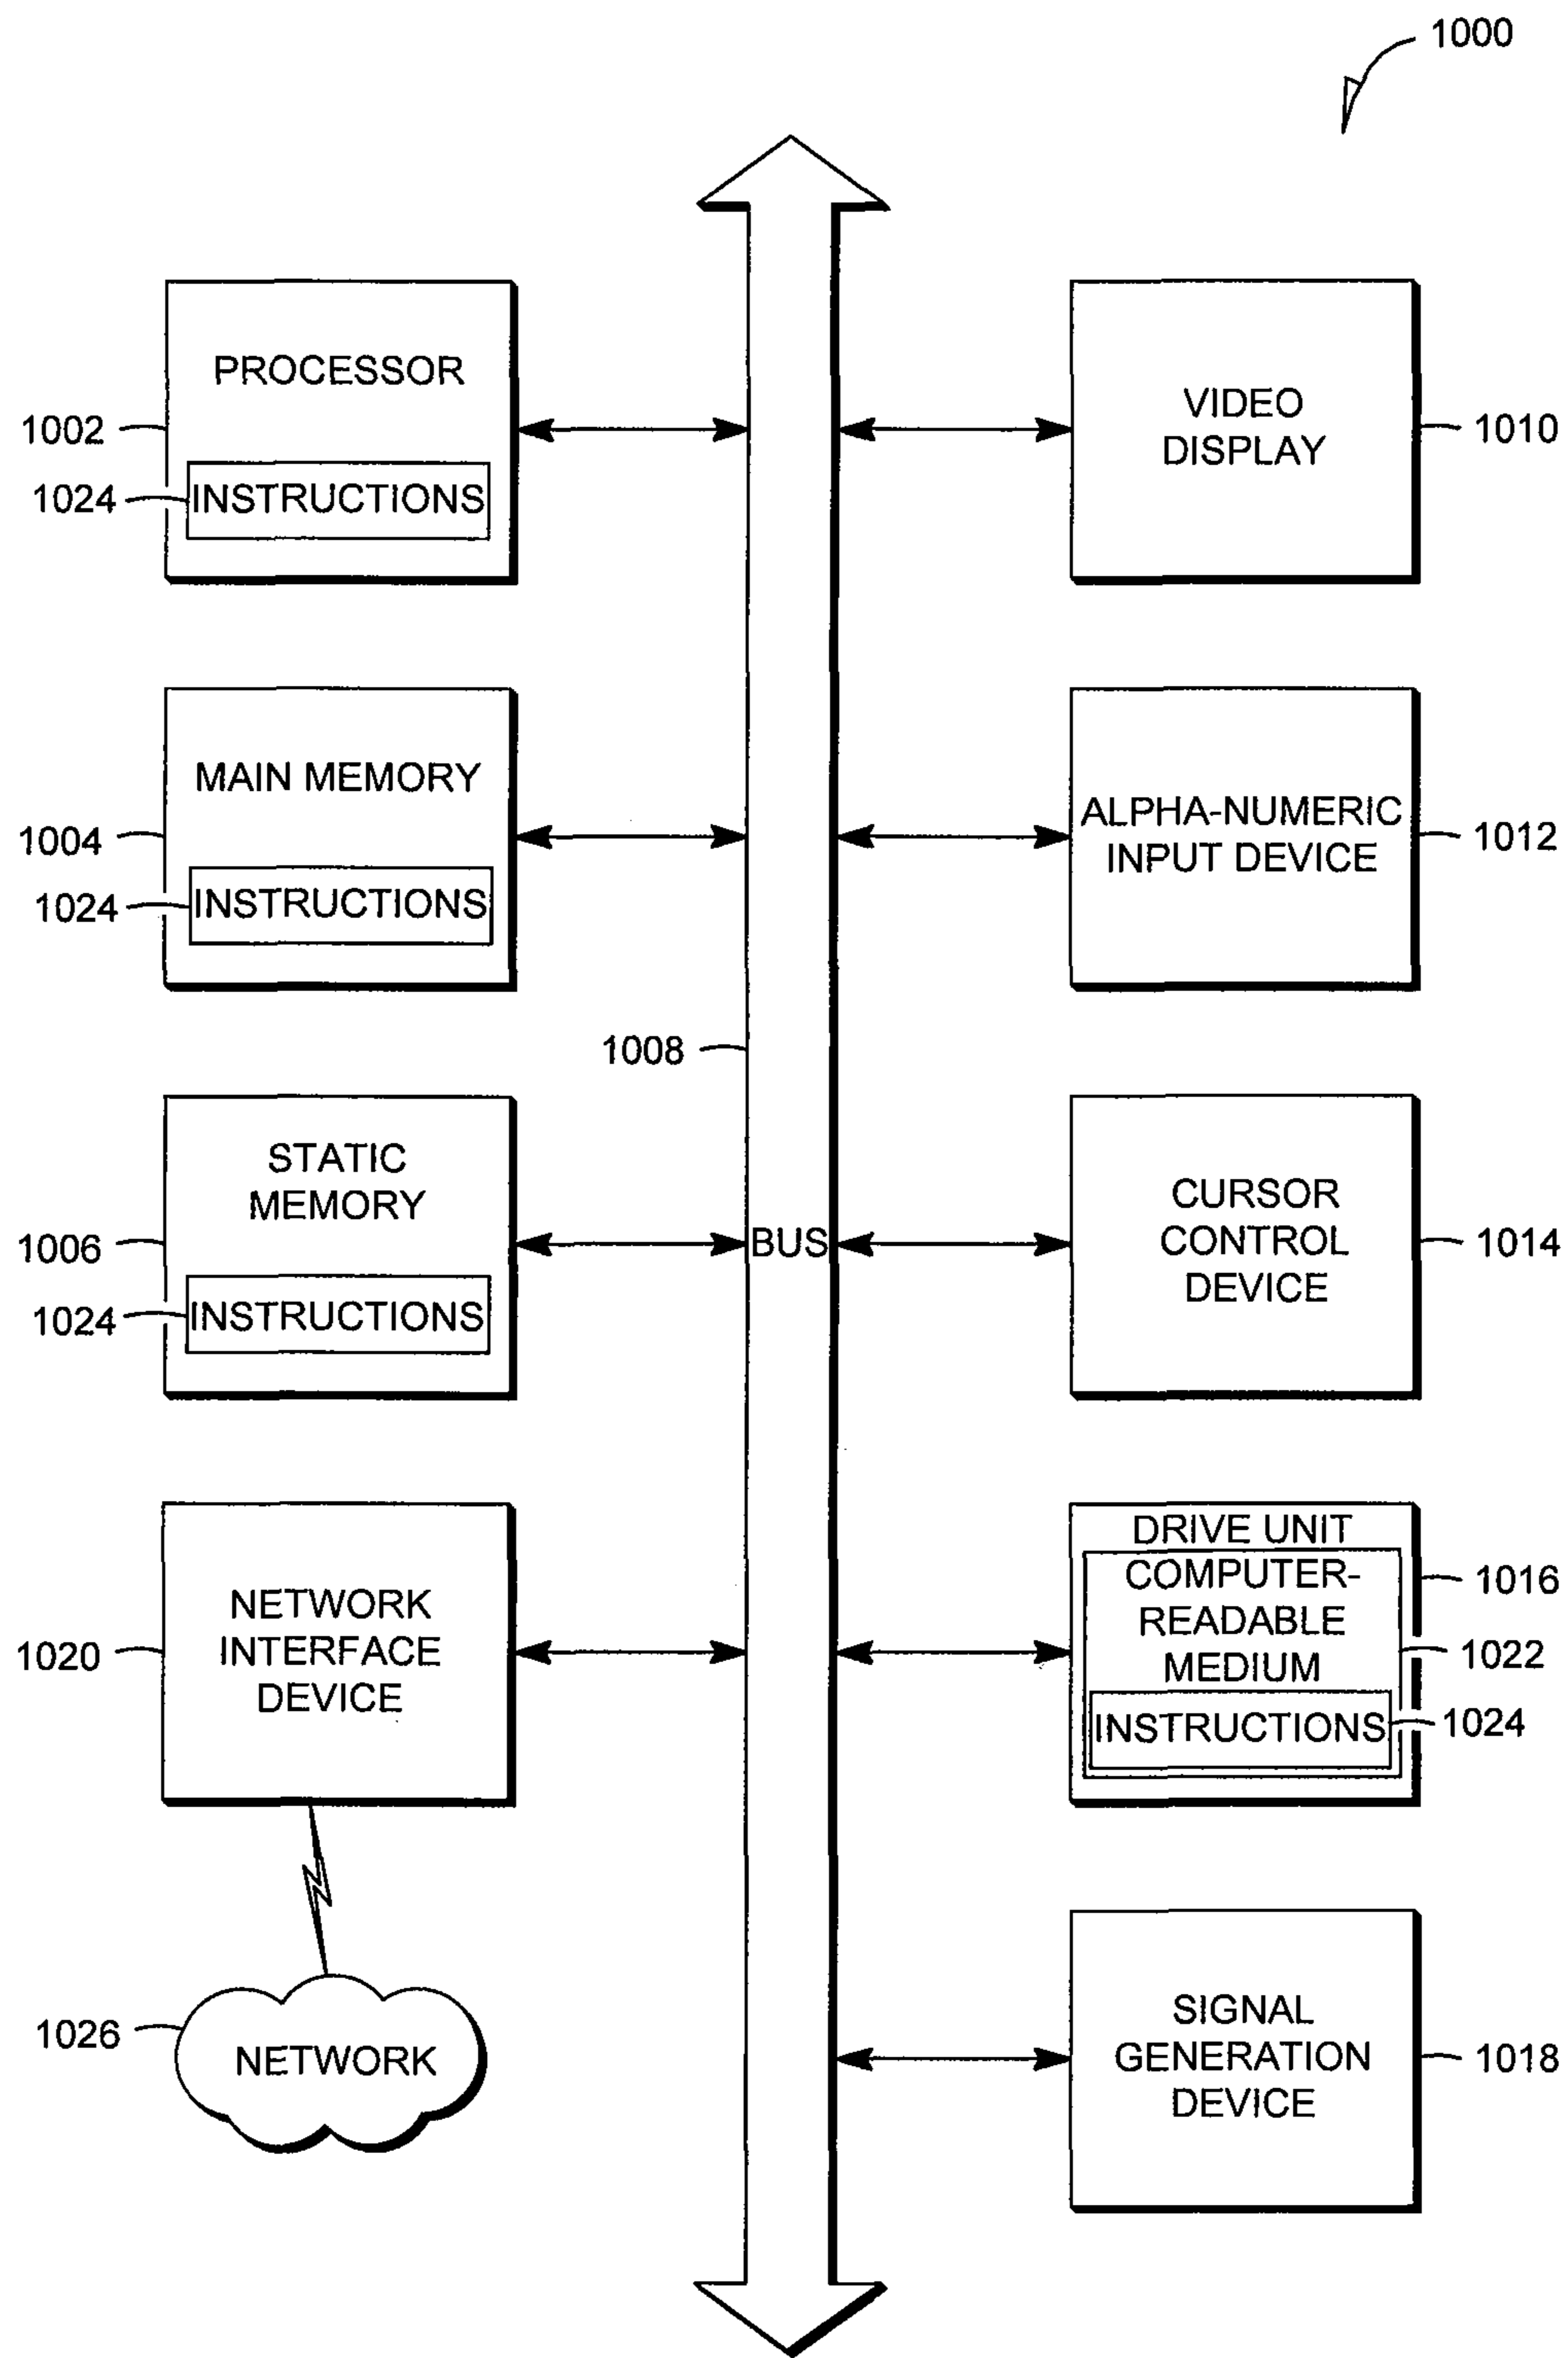 1000
PROCESSOR
1002
1024
INSTRUCTIONS
VIDEO
DISPLAY
1010
MAIN MEMORY
1004
1024
INSTRUCTIONS
ALPHA-NUMERIC
INPUT DEVICE
1012
1008
BUS
STATIC
MEMORY
1006
1024
INSTRUCTIONS
CURSOR
CONTROL
DEVICE
1014
NETWORK
INTERFACE
DEVICE
1020
DRIVE UNIT
COMPUTER-
READABLE
MEDIUM
1016
1022
INSTRUCTIONS
1024
1026
NETWORK
SIGNAL
GENERATION
DEVICE
1018